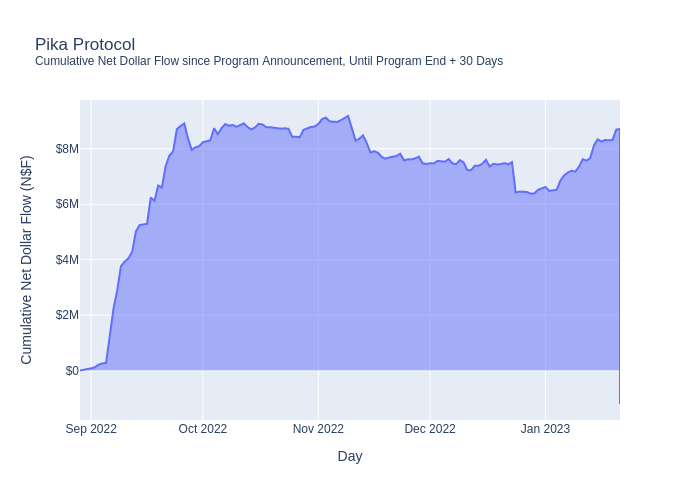 Pika Protocol
Cumulative Net Dollar Flow since Program Announcement, Until Program End + 30 Days
Cumulative Net Dollar Flow (N$F)
$8M
$6M
$4M
$2M
$0
Sep 2022
Oct 2022
Nov 2022
Dec 2022
Jan 2023
Day